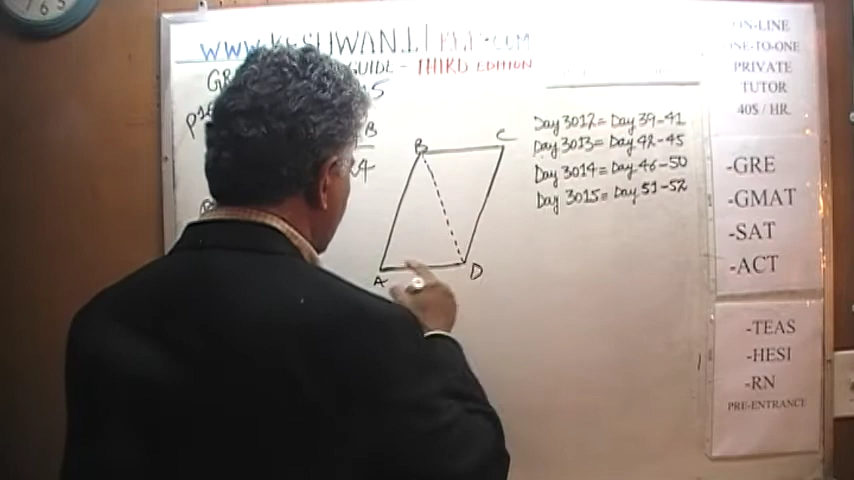 GUIDE - THIRD EDITION
5
B
24
B
C
A
D
Day 3012 = Day 39-41
Day 3013 = Day 42-45
Day 3014 = Day 46-50
Day 3015 = Day 51-52
ON-LINE
ONE-TO-ONE
PRIVATE
TUTOR
40$ / HR.
-GRE
-GMAT
-SAT
-ACT
-TEAS
-HESI
-RN
PRE-ENTRANCE